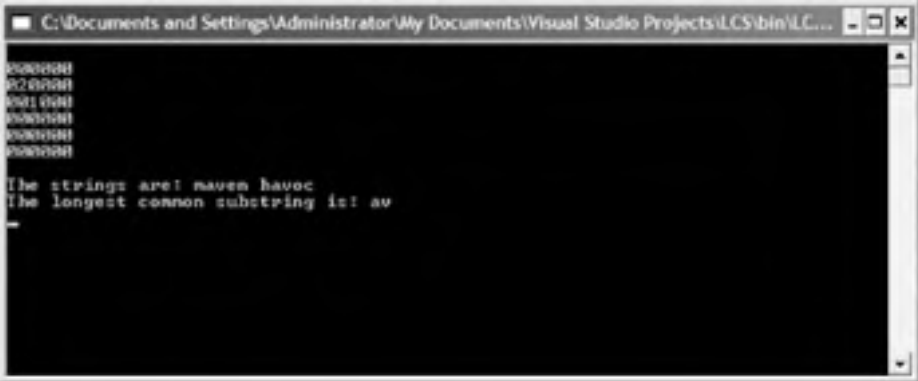 C:\Documents and Settings\Administrator\My Documents\Visual Studio Projects\LCS\bin\LC...
000000
020000
001000
000000
000000
000000
The strings are: maven havoc
The longest common substring is: av